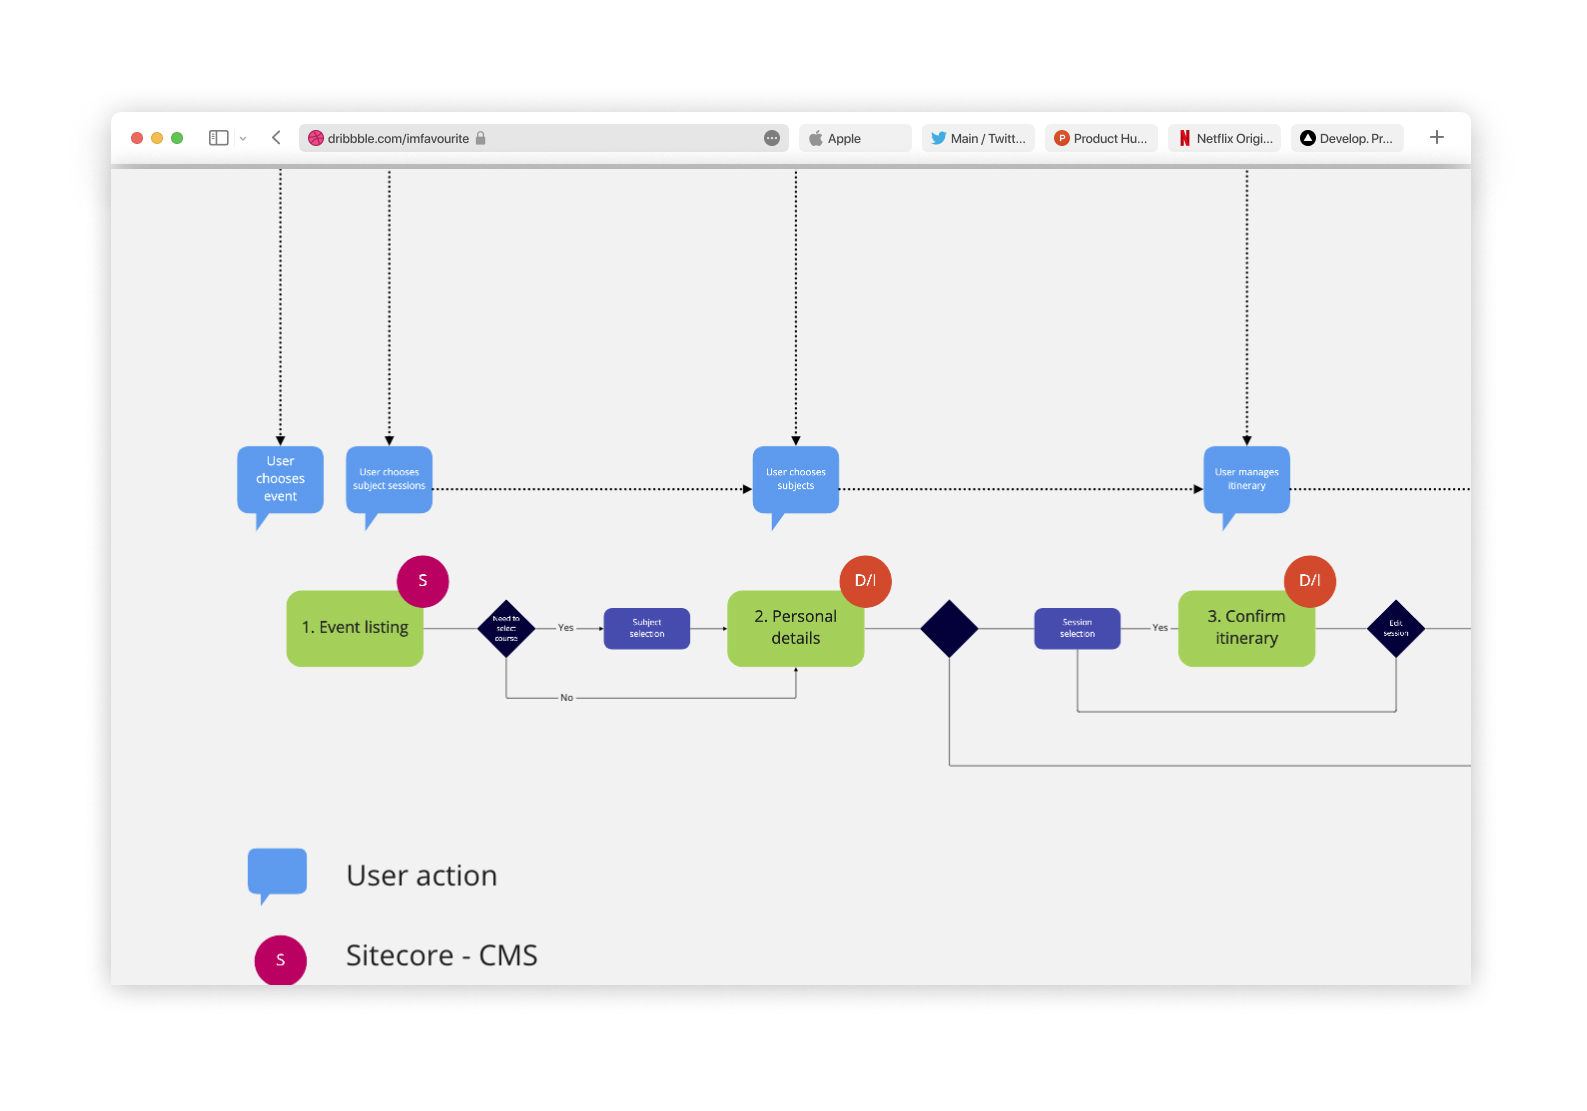 dribbble.com/imfavourite
Apple
Main / Twitt...
Product Hu...
Netflix Origi...
Develop. Pr...
User
chooses
event
User chooses
subject sessions
User chooses
subjects
User manages
itinerary
S
D/I
D/I
1. Event listing
Need to
select
course
Yes
Subject
selection
2. Personal
details
Session
selection
Yes
3. Confirm
itinerary
Edit
session
No
User action
S
Sitecore - CMS